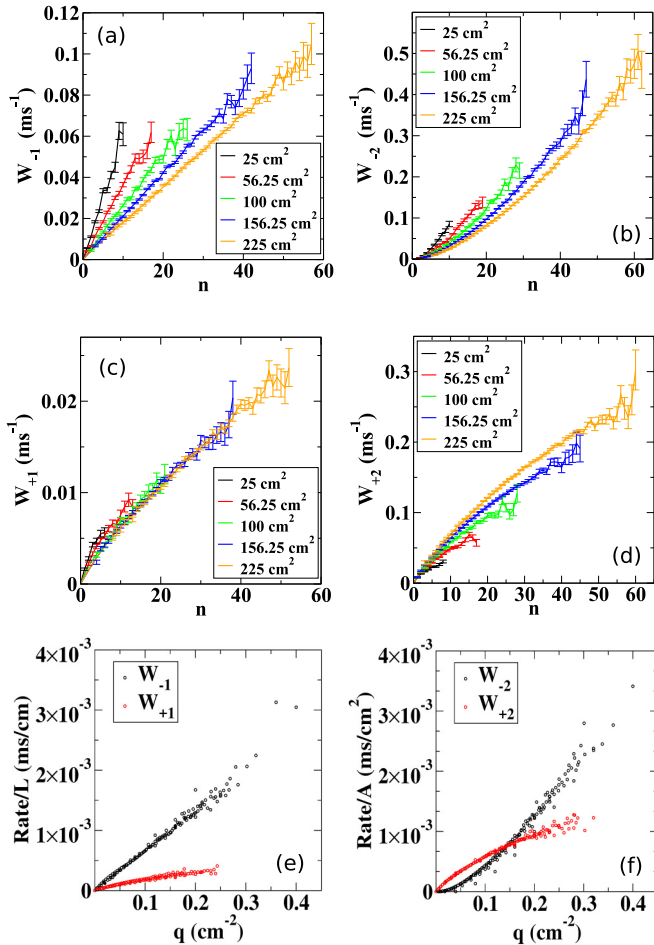 (a)
W-1 (ms-1)
0.12
0.1
0.08
0.06
0.04
0.02
0
0 10 20 30 40 50 60
n
25 cm2
56.25 cm2
100 cm2
156.25 cm2
225 cm2
(b)
W-2 (ms-1)
0.6
0.5
0.4
0.3
0.2
0.1
0
0 20 40 60
n
25 cm2
56.25 cm2
100 cm2
156.25 cm2
225 cm2
(c)
W+1 (ms-1)
0.02
0.01
0
0 20 40 60
n
25 cm2
56.25 cm2
100 cm2
156.25 cm2
225 cm2
(d)
W+2 (ms-1)
0.3
0.2
0.1
0
0 10 20 30 40 50 60
n
25 cm2
56.25 cm2
100 cm2
156.25 cm2
225 cm2
(e)
Rate/L (ms/cm)
4×10-3
3×10-3
2×10-3
1×10-3
0
0.1 0.2 0.3 0.4
q (cm-2)
W-1
W+1
(f)
Rate/A (ms/cm2)
4×10-3
3×10-3
2×10-3
1×10-3
0
0 0.1 0.2 0.3 0.4
q (cm-2)
W-2
W+2